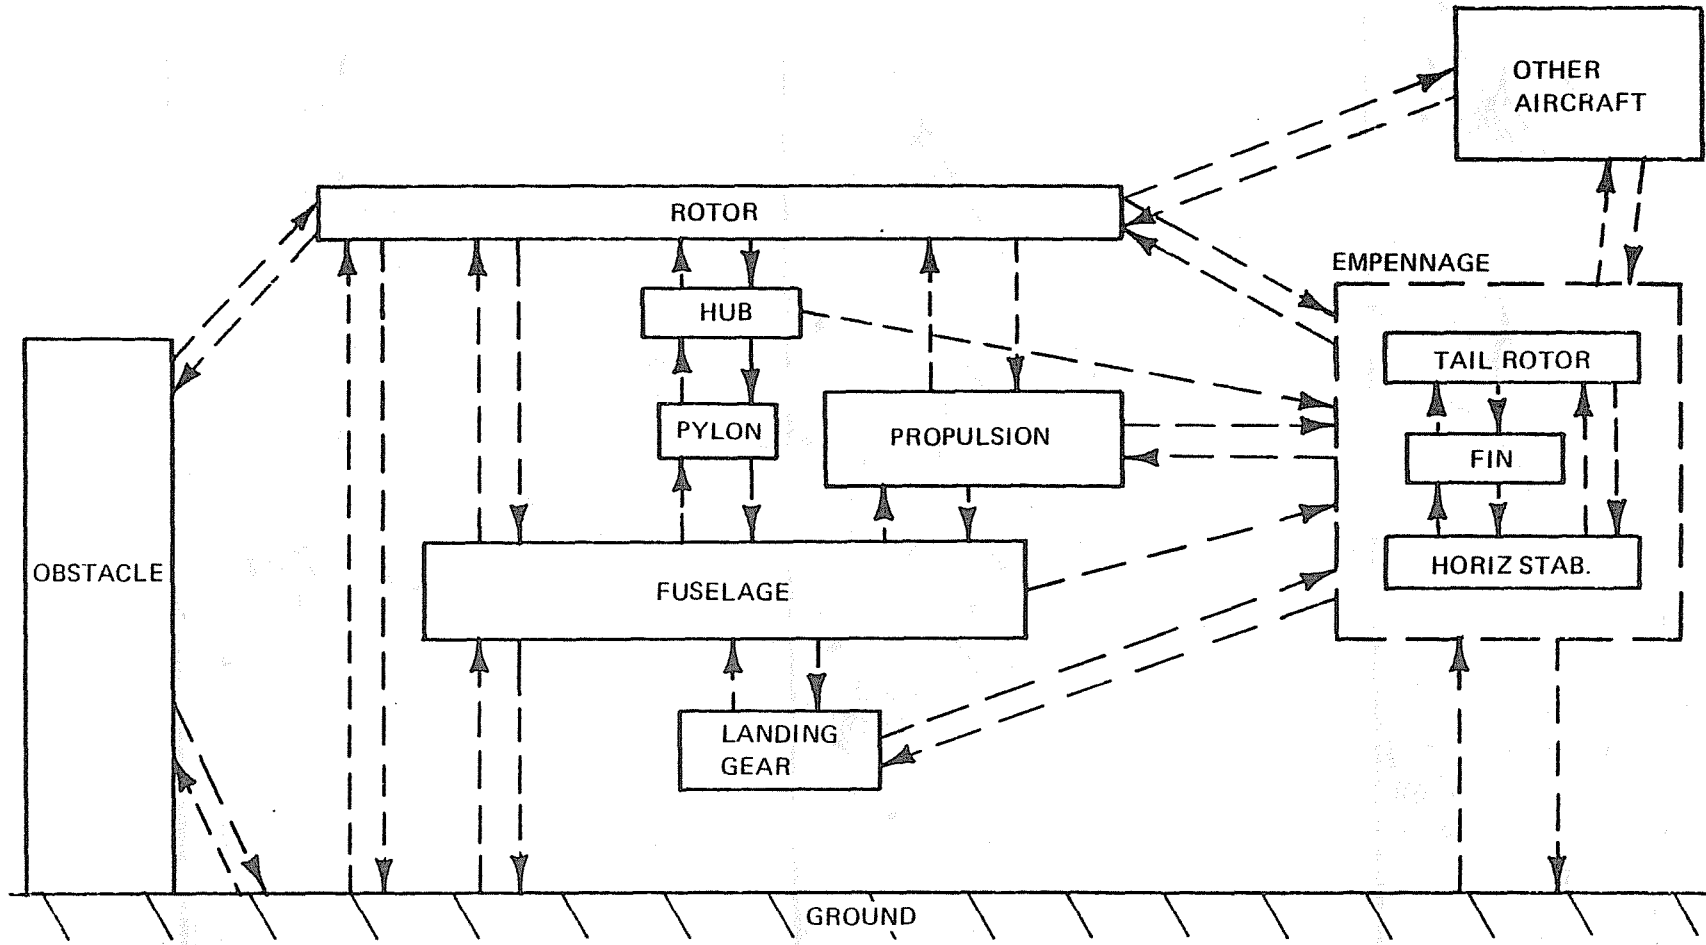 OTHER
AIRCRAFT
ROTOR
EMPENNAGE
HUB
TAIL ROTOR
PYLON
PROPULSION
FIN
OBSTACLE
FUSELAGE
HORIZ STAB.
LANDING
GEAR
GROUND